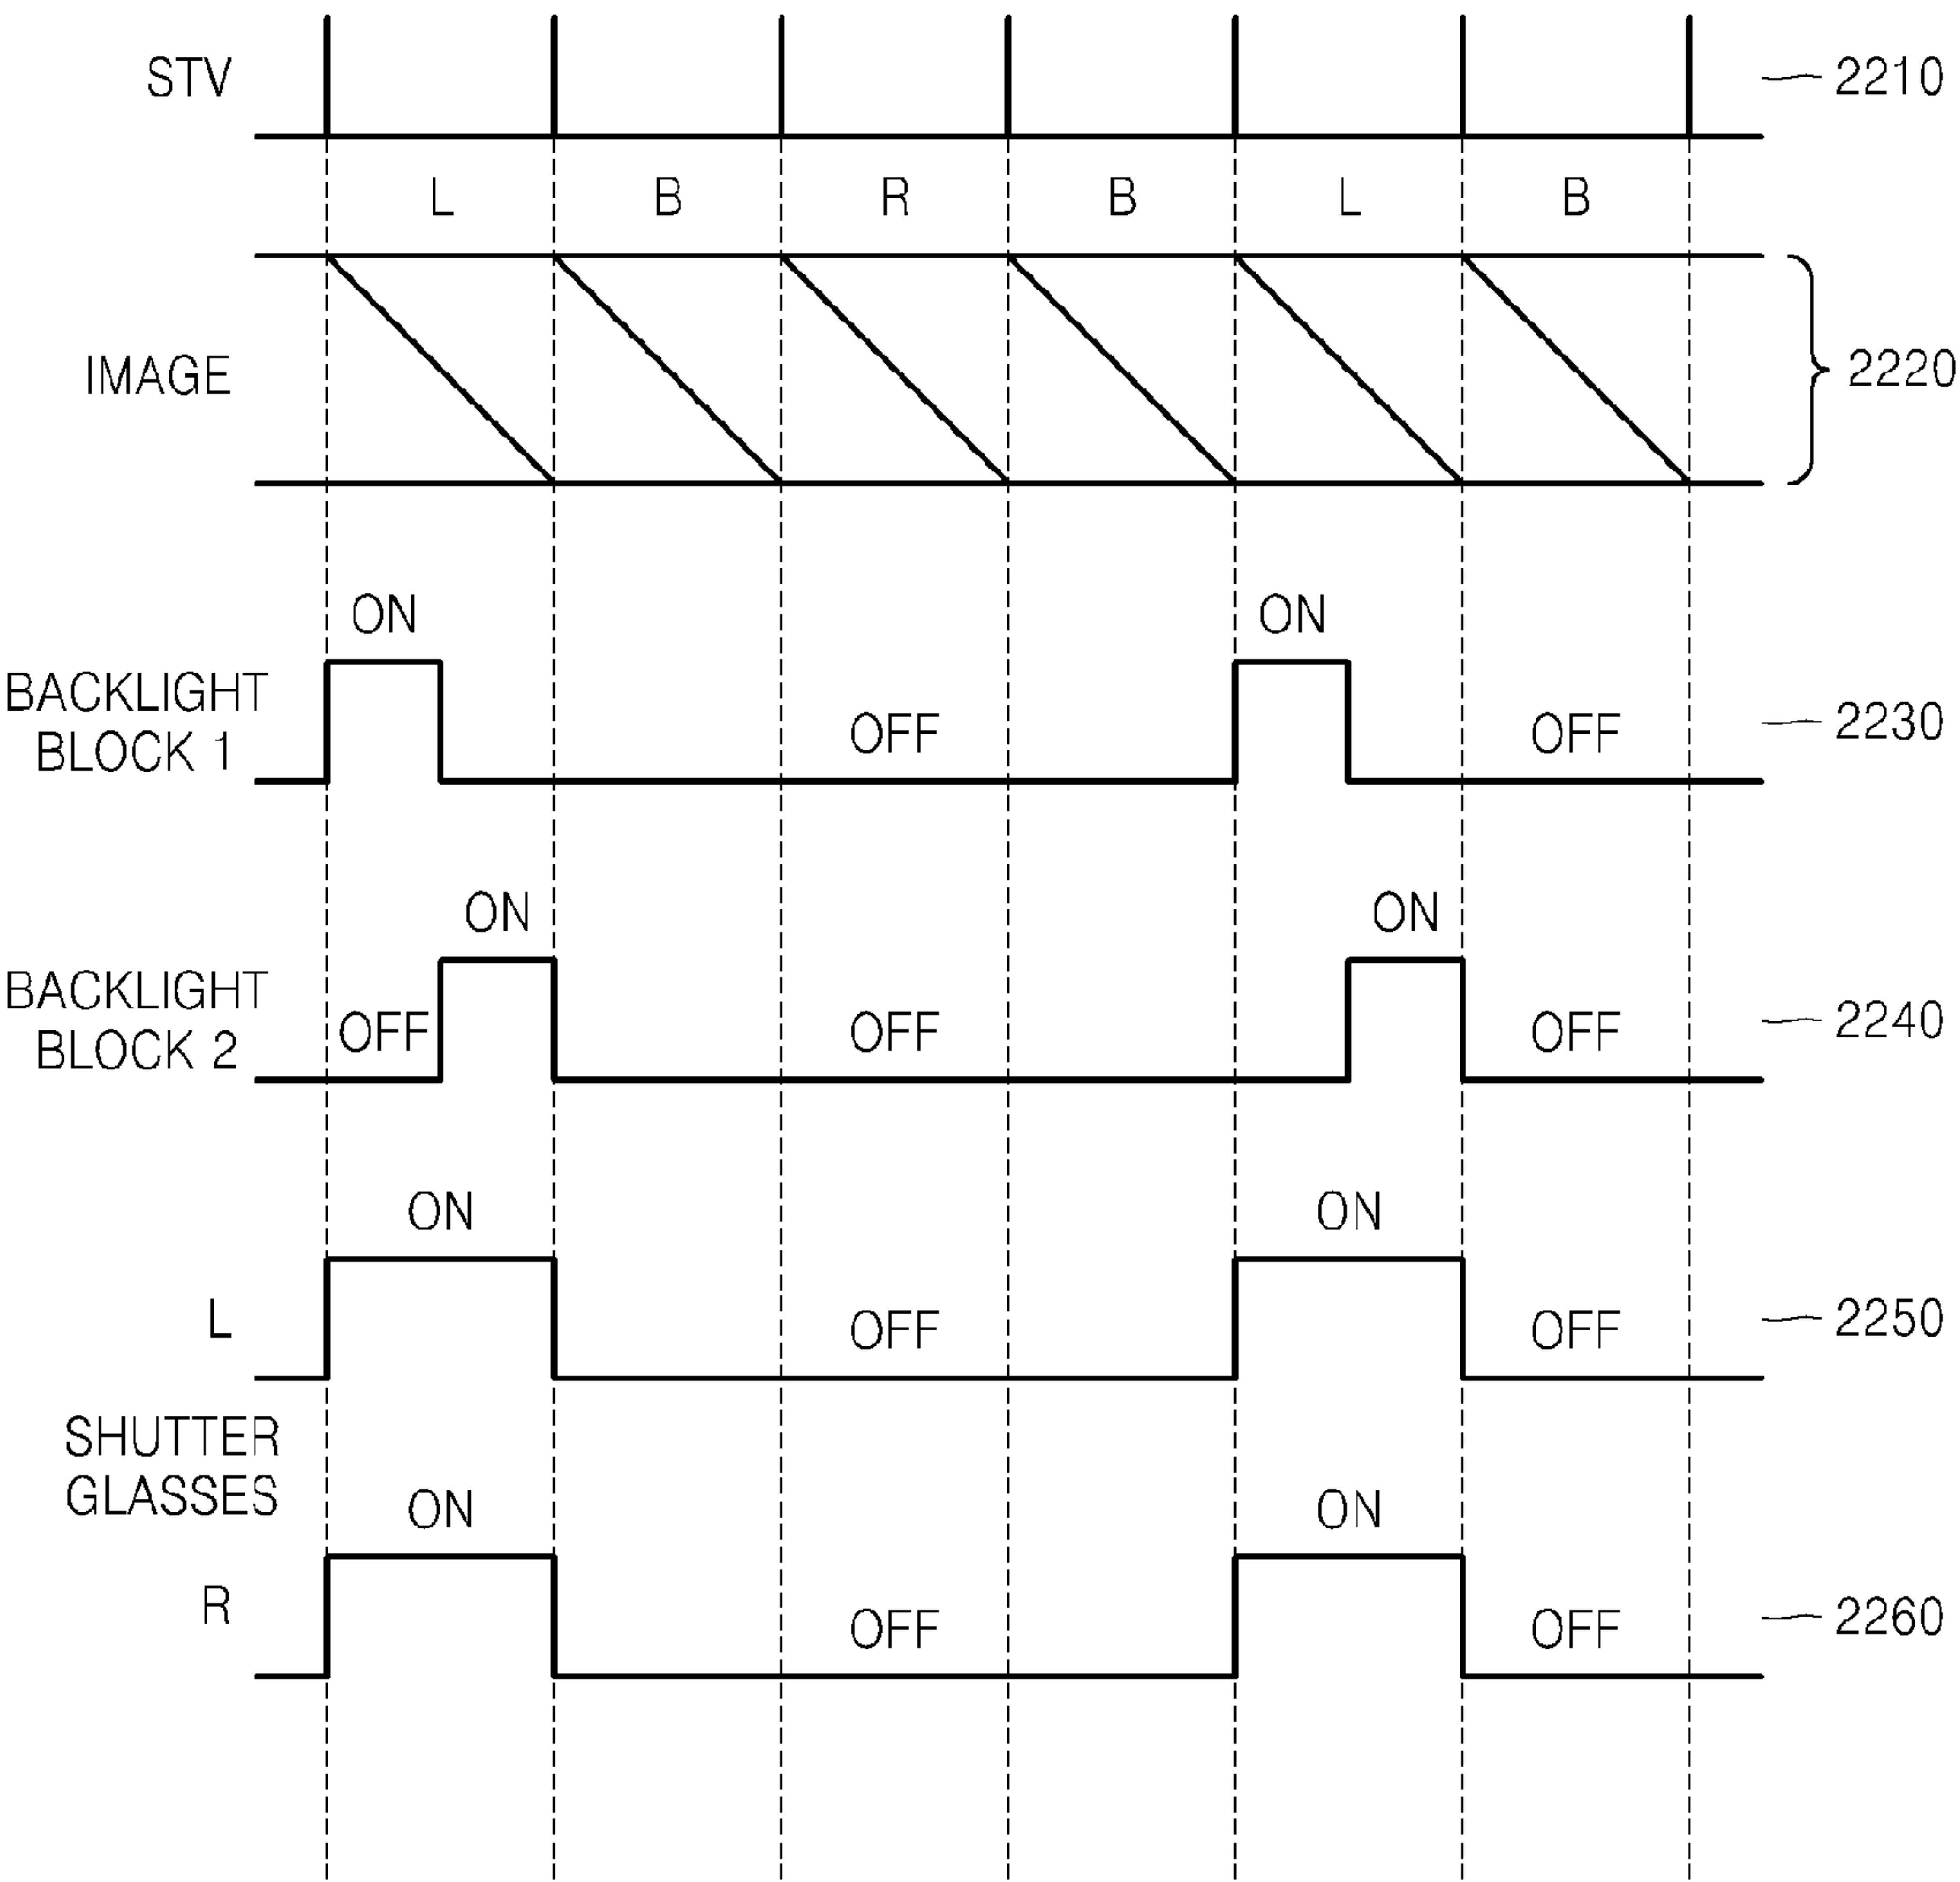 STV
2210
L B R B L B
IMAGE
2220
ON ON
BACKLIGHT
BLOCK 1
OFF OFF
2230
ON ON
BACKLIGHT
BLOCK 2
OFF OFF OFF
2240
ON ON
L
OFF OFF
2250
SHUTTER
GLASSES
ON ON
R
OFF OFF
2260